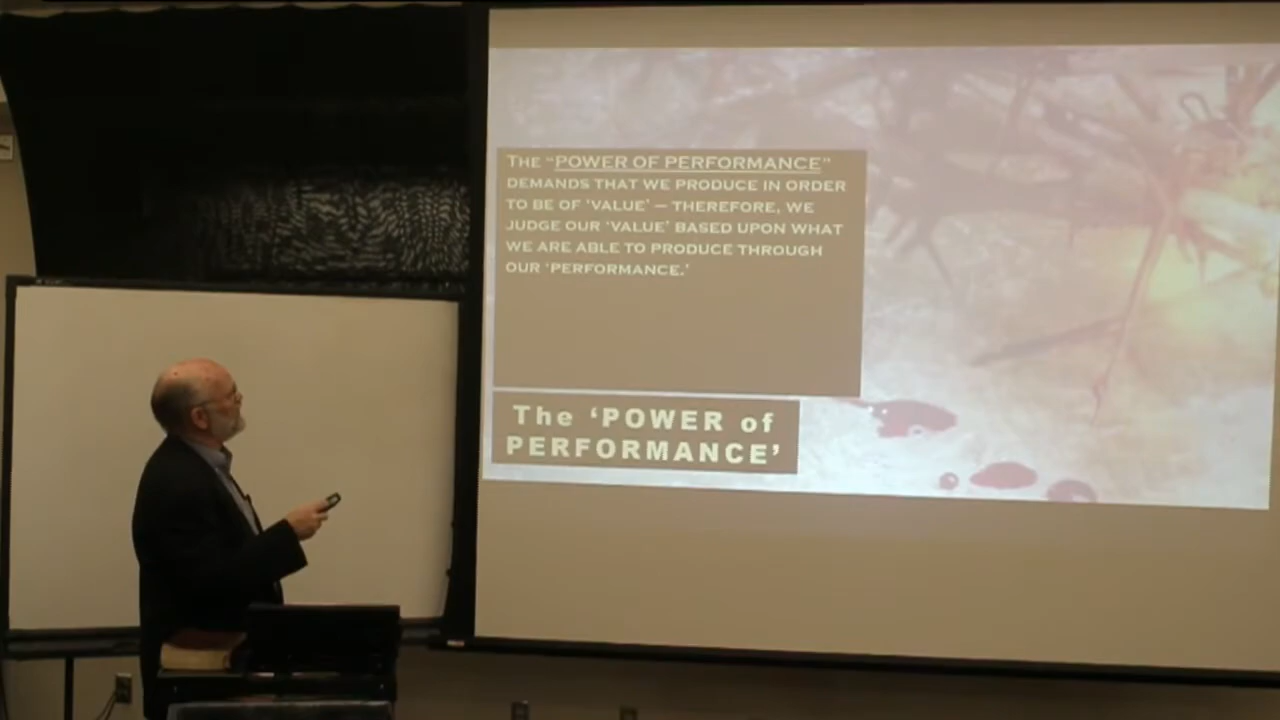 THE “POWER OF PERFORMANCE”
DEMANDS THAT WE PRODUCE IN ORDER
TO BE OF ‘VALUE’ – THEREFORE, WE
JUDGE OUR ‘VALUE’ BASED UPON WHAT
WE ARE ABLE TO PRODUCE THROUGH
OUR ‘PERFORMANCE.’
The ‘POWER of
PERFORMANCE’